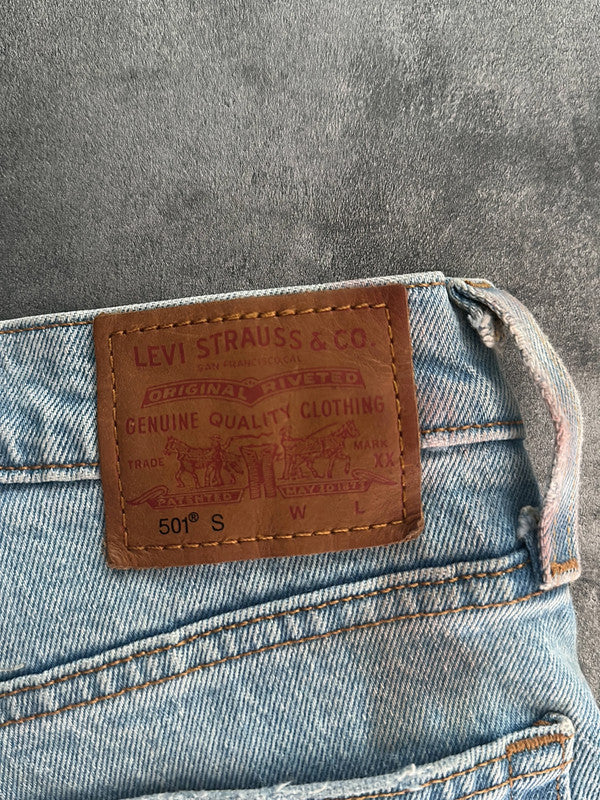 LEVI STRAUSS & CO.
SAN FRANCISCO, CAL.
ORIGINAL RIVETED
GENUINE QUALITY CLOTHING
TRADE MARK
XX
PATENTED MAY 20 1873
501® S W L